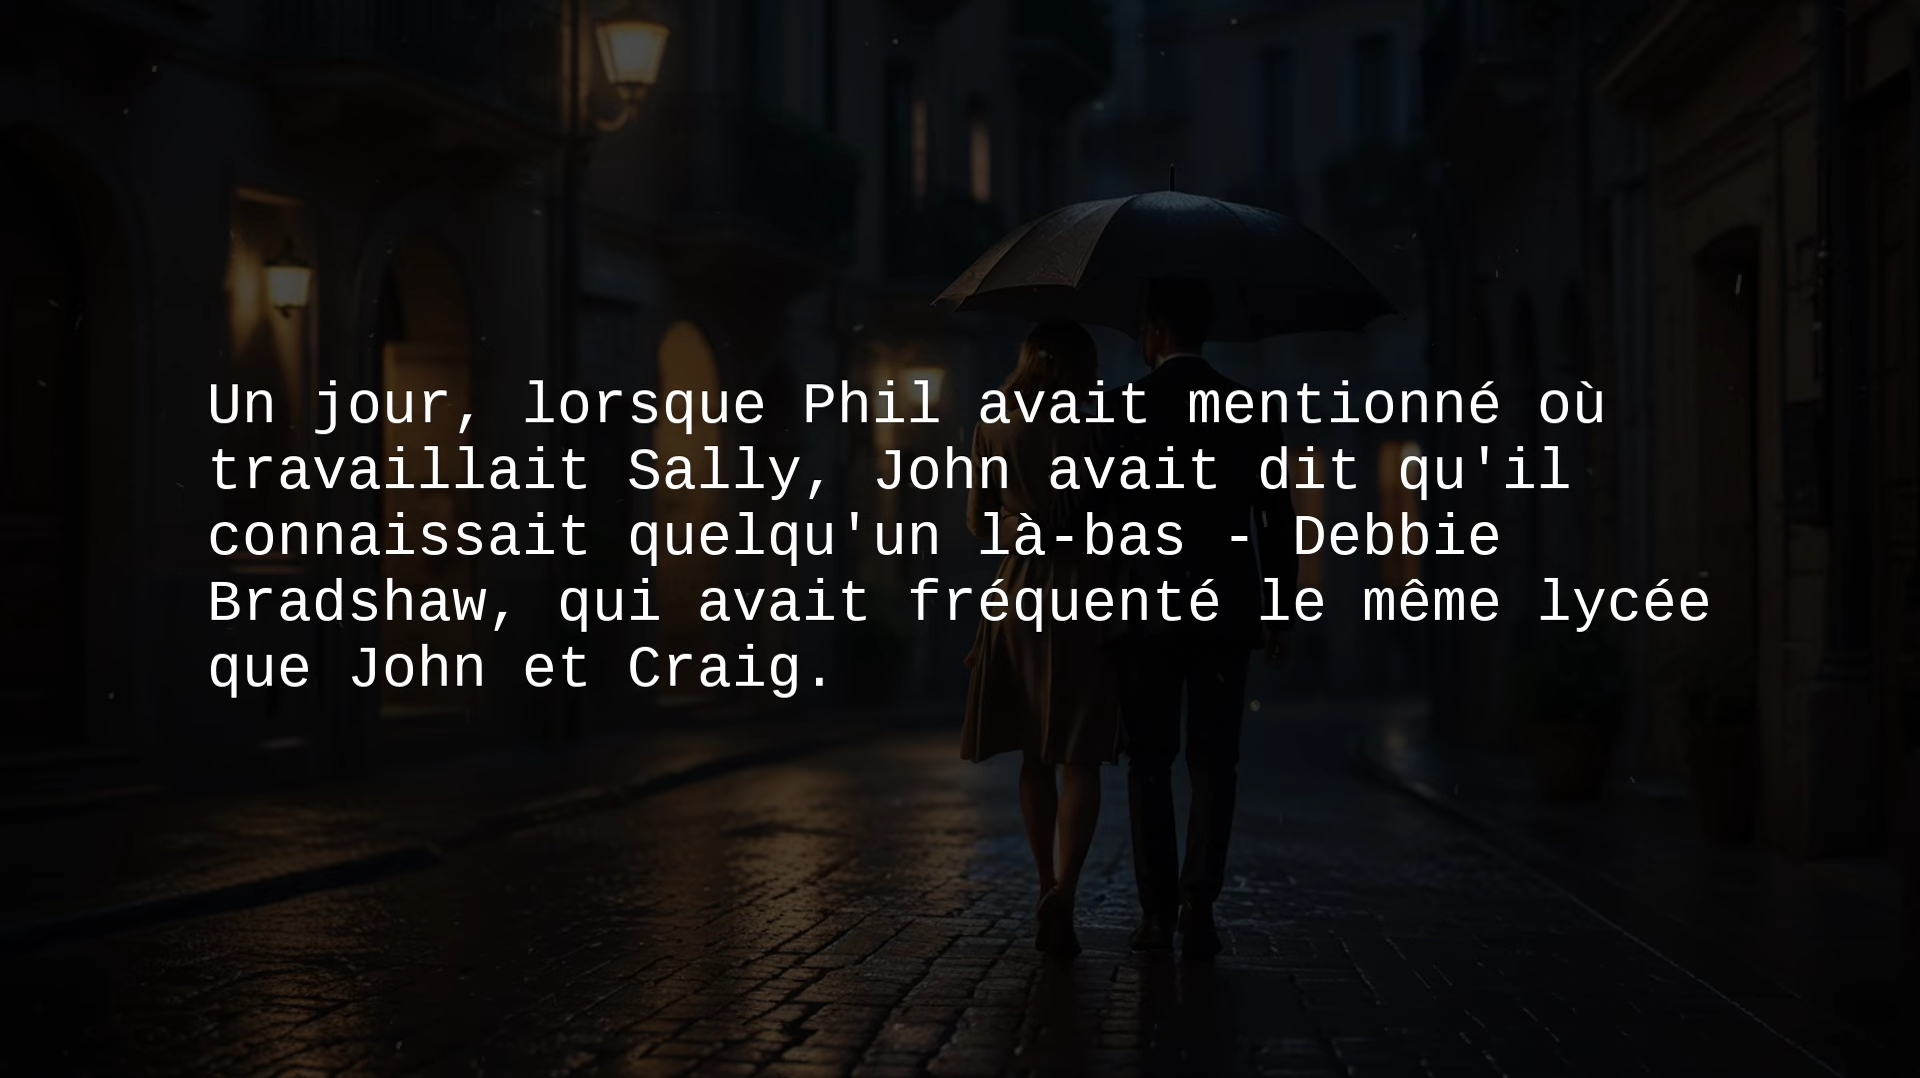 Un jour, lorsque Phil avait mentionné où
travaillait Sally, John avait dit qu'il
connaissait quelqu'un là-bas - Debbie
Bradshaw, qui avait fréquenté le même lycée
que John et Craig.